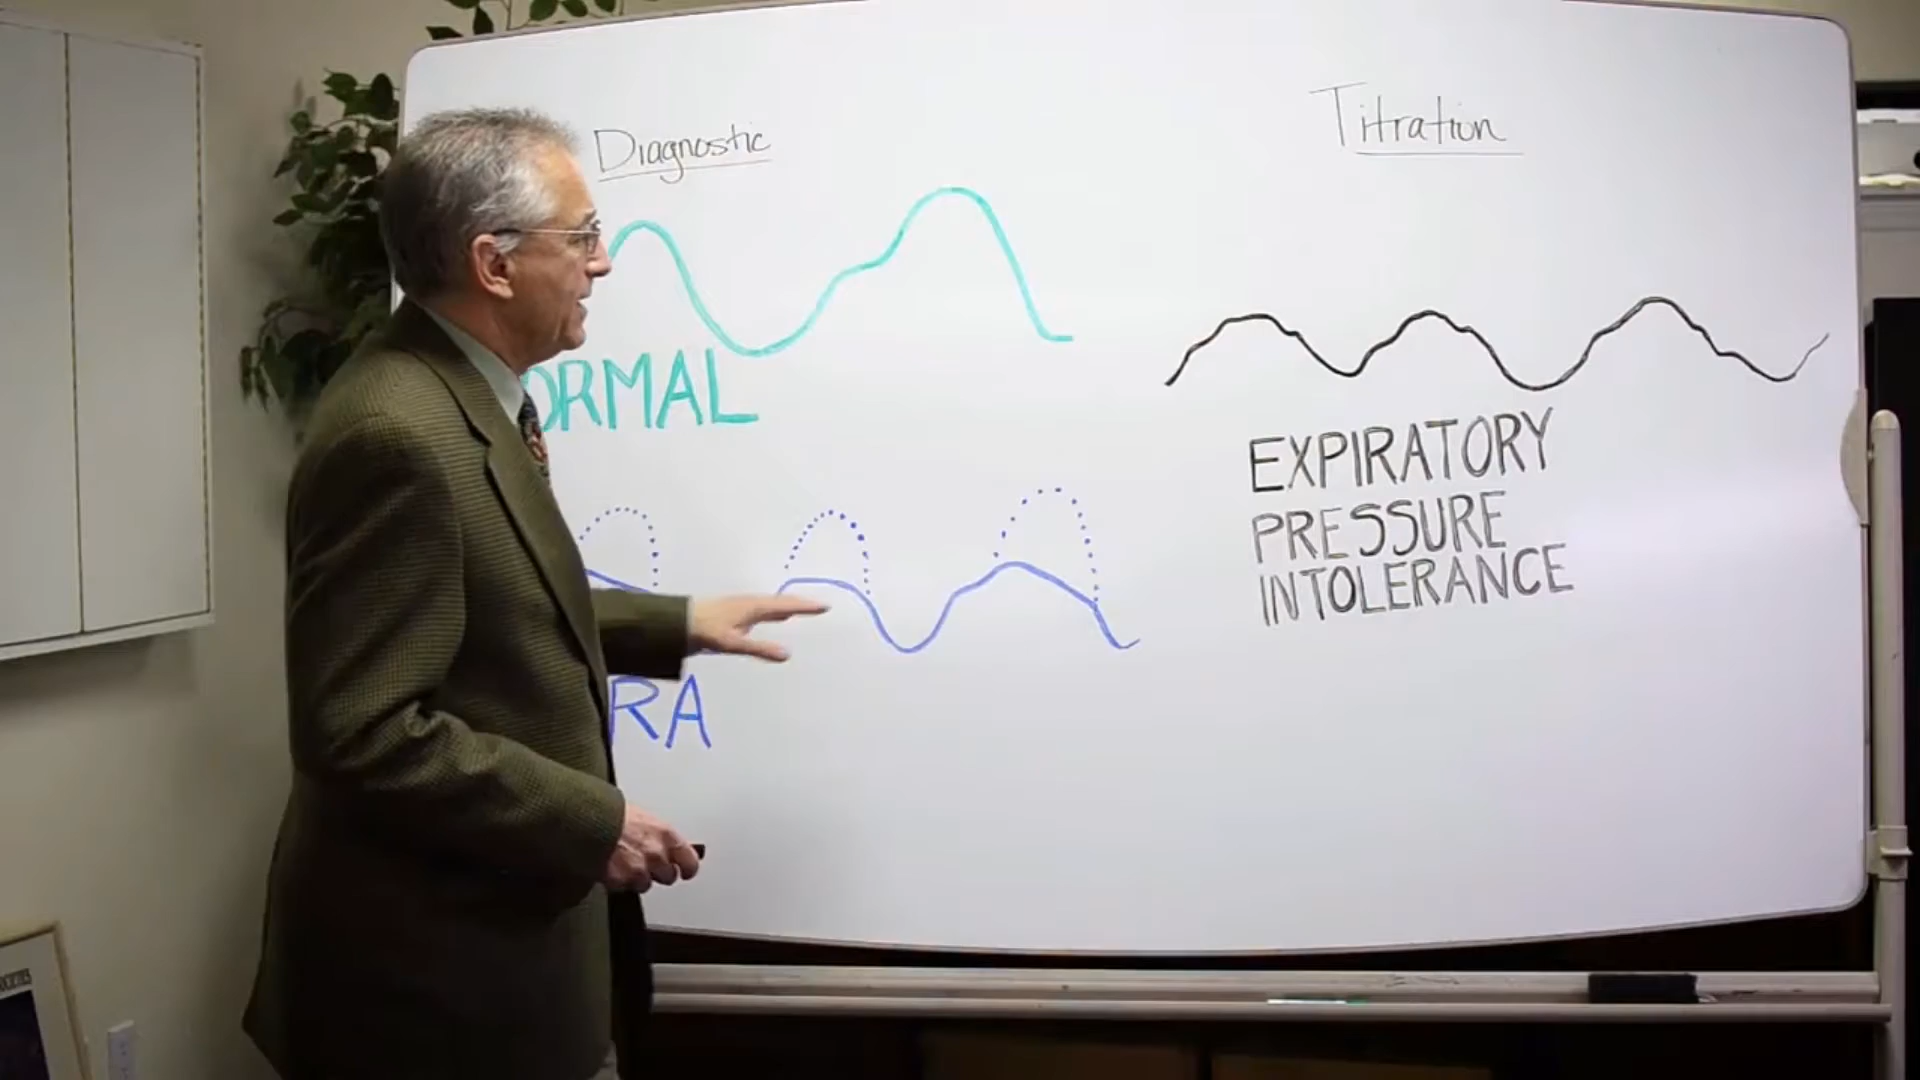 Diagnostic
Titration
ORMAL
EXPIRATORY
PRESSURE
INTOLERANCE
RA